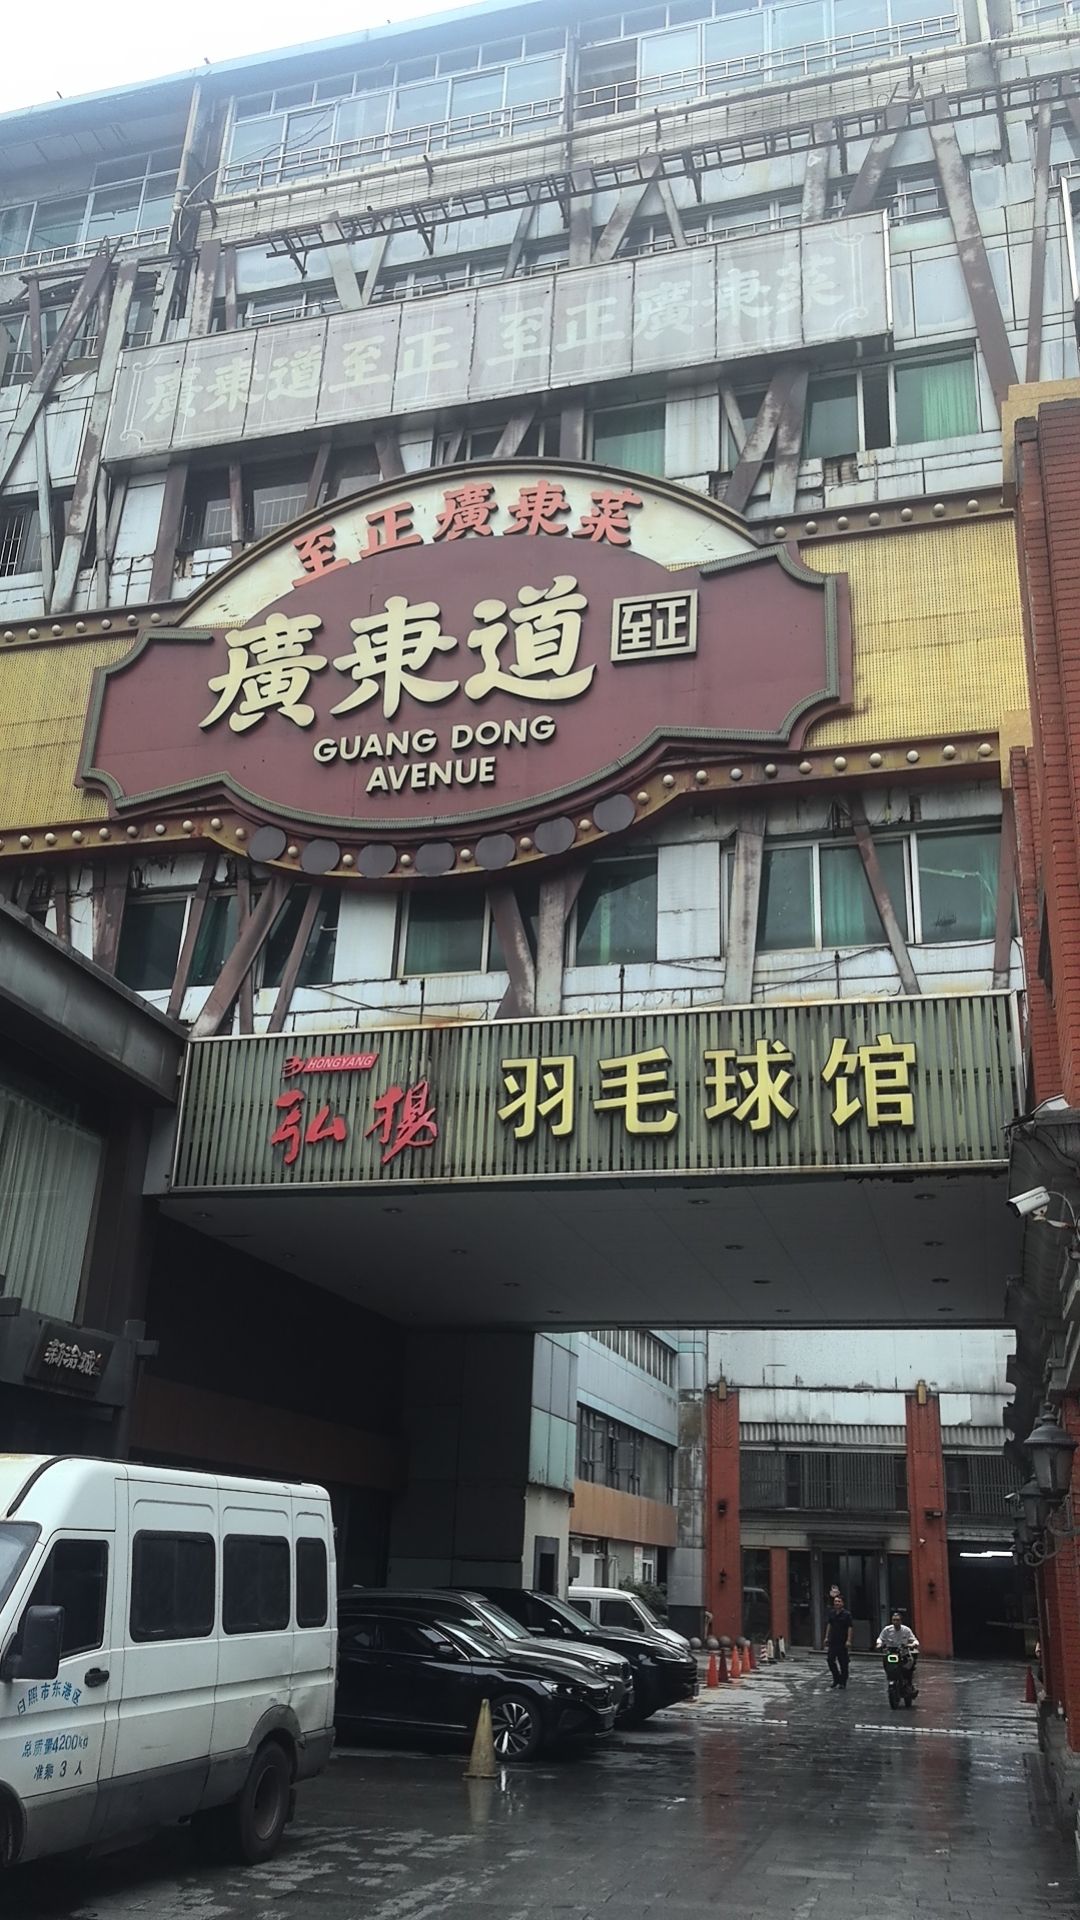 廣東道至正 至正廣東菜
至正廣東菜
廣東道 至正
GUANG DONG
AVENUE
HONGYANG
弘揚 羽毛球馆
日照市东港区
总质量4200kg
准乘 3 人